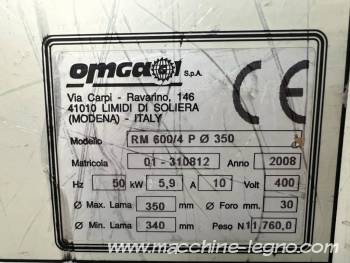 omga S.p.A.
Via Carpi - Ravarino, 146
41010 LIMIDI DI SOLIERA
(MODENA) - ITALY
CE
Modello RM 600/4 P Ø 350
Matricola 01-310812 Anno 2008
Hz 50 kW 5,9 A 10 Volt 400
Ø Max. Lama 350 mm Ø Foro mm. 30
Ø Min. Lama 340 mm Peso N 11.760,0
www.macchine-legno.com